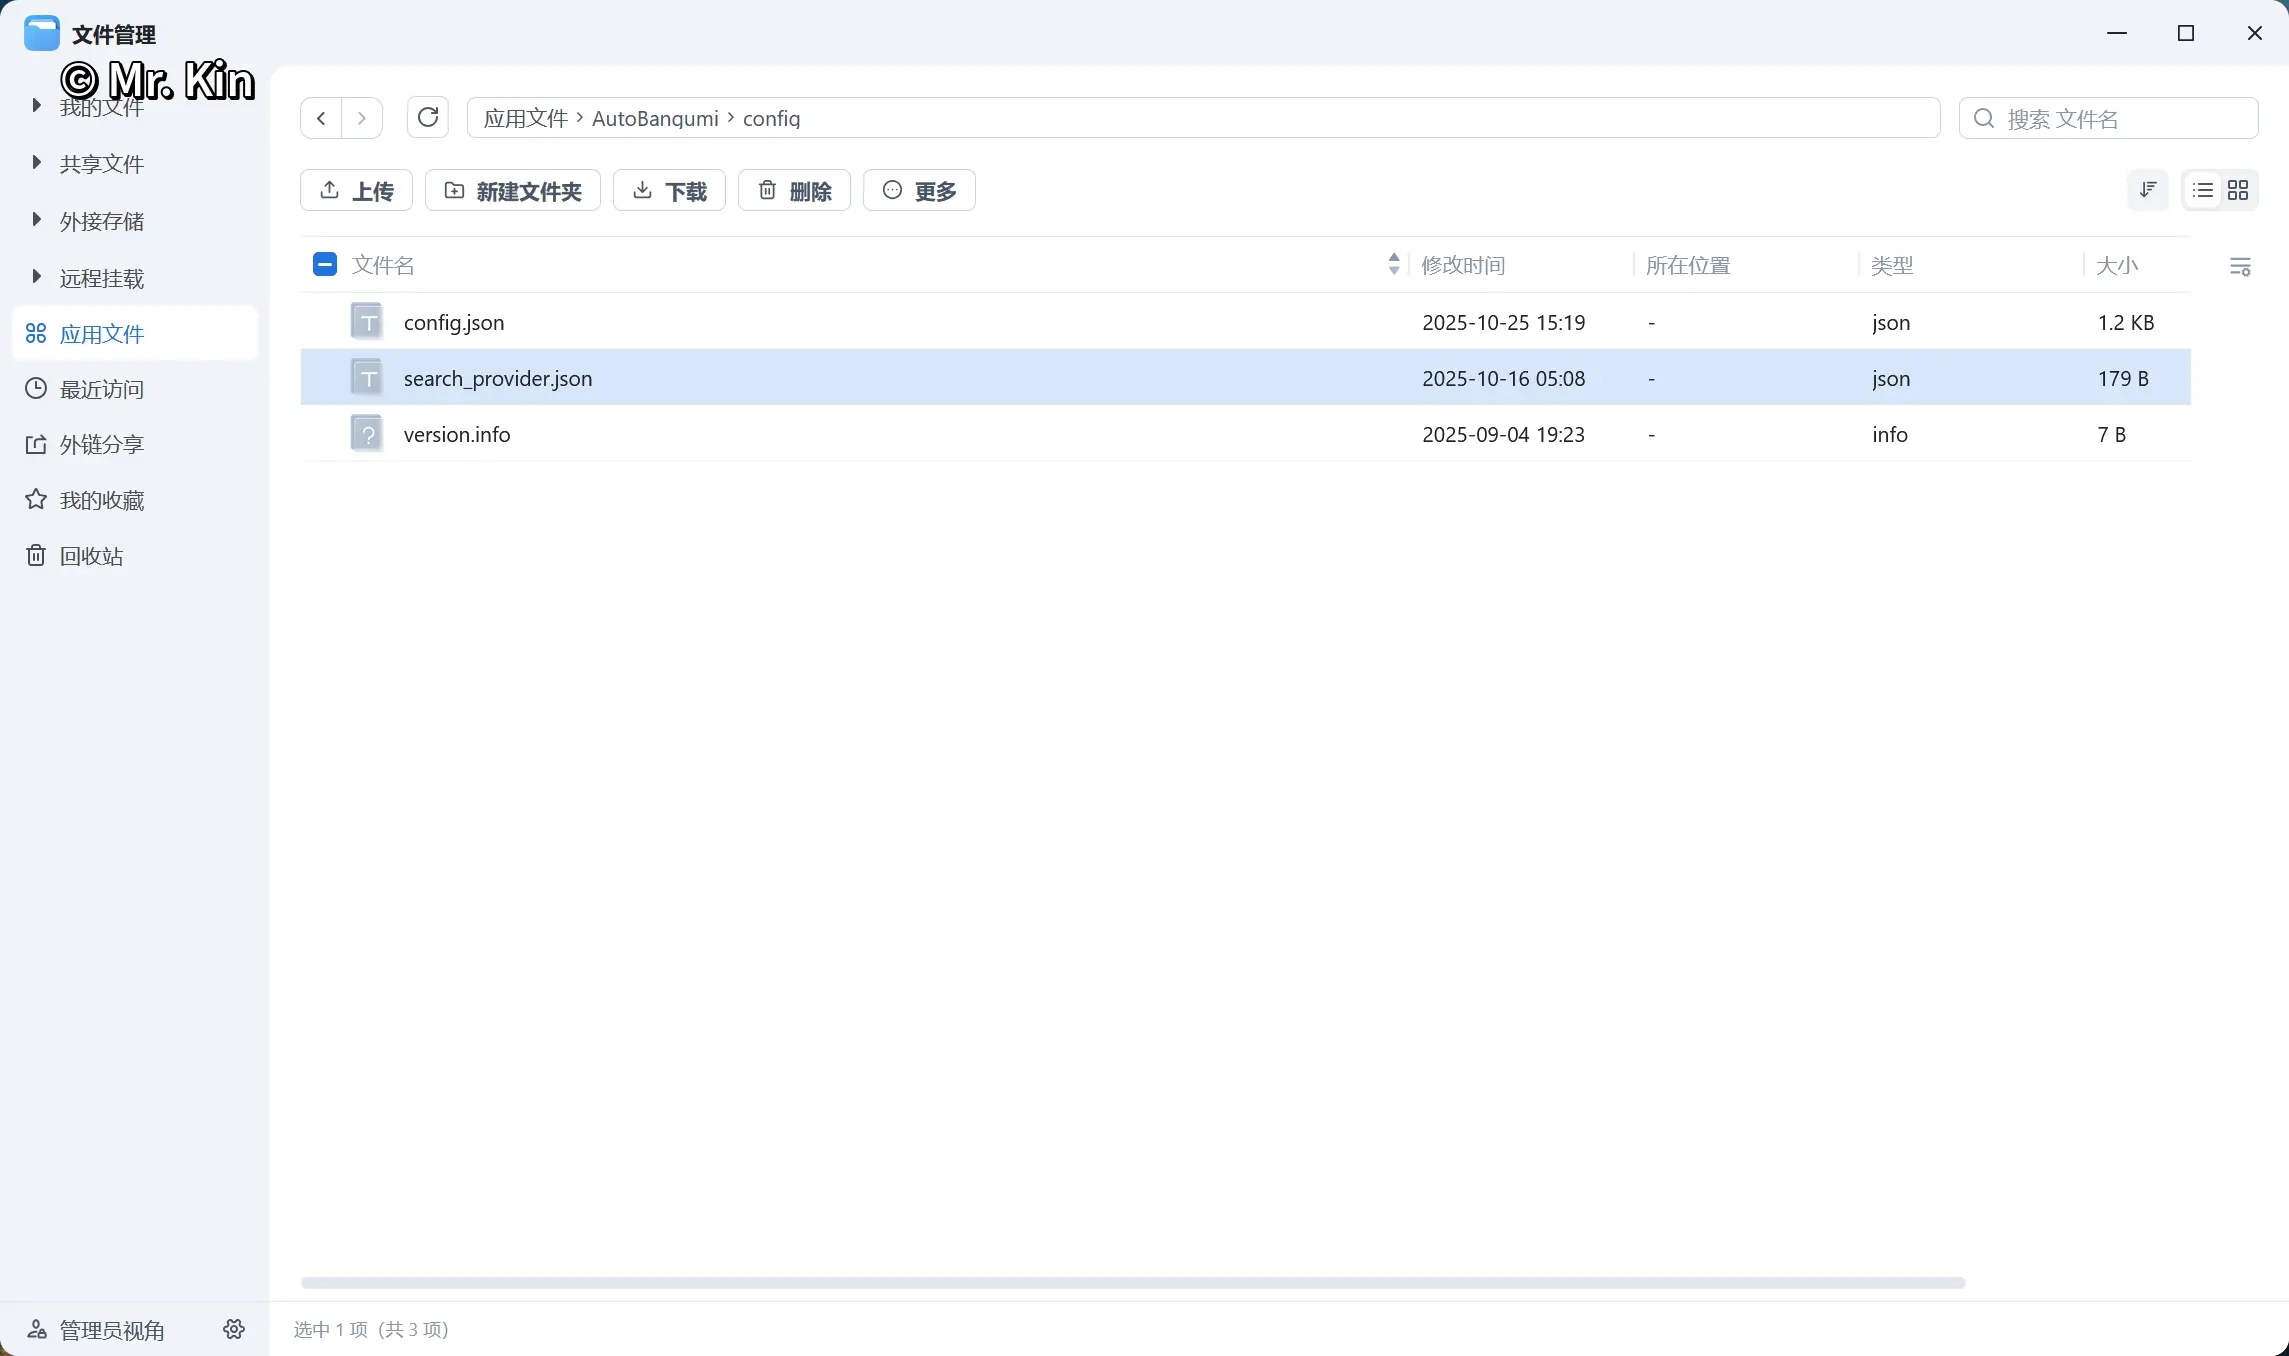 文件管理
© Mr. Kin
我的文件
共享文件
外接存储
远程挂载
应用文件
最近访问
外链分享
我的收藏
回收站
管理员视角
应用文件 › AutoBangumi › config
搜索 文件名
上传 新建文件夹 下载 删除 更多
文件名 修改时间 所在位置 类型 大小
config.json 2025-10-25 15:19 - json 1.2 KB
search_provider.json 2025-10-16 05:08 - json 179 B
version.info 2025-09-04 19:23 - info 7 B
选中 1 项（共 3 项）